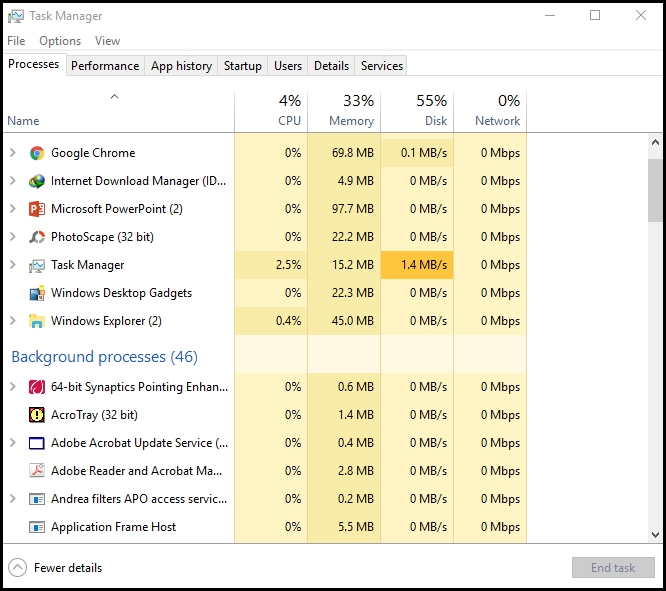 Task Manager
File Options View
Processes Performance App history Startup Users Details Services
4% 33% 55% 0%
Name CPU Memory Disk Network
Google Chrome 0% 69.8 MB 0.1 MB/s 0 Mbps
Internet Download Manager (ID... 0% 4.9 MB 0 MB/s 0 Mbps
Microsoft PowerPoint (2) 0% 97.7 MB 0 MB/s 0 Mbps
PhotoScape (32 bit) 0% 22.2 MB 0 MB/s 0 Mbps
Task Manager 2.5% 15.2 MB 1.4 MB/s 0 Mbps
Windows Desktop Gadgets 0% 22.3 MB 0 MB/s 0 Mbps
Windows Explorer (2) 0.4% 45.0 MB 0 MB/s 0 Mbps
Background processes (46)
64-bit Synaptics Pointing Enhan... 0% 0.6 MB 0 MB/s 0 Mbps
AcroTray (32 bit) 0% 1.4 MB 0 MB/s 0 Mbps
Adobe Acrobat Update Service (... 0% 0.4 MB 0 MB/s 0 Mbps
Adobe Reader and Acrobat Ma... 0% 2.8 MB 0 MB/s 0 Mbps
Andrea filters APO access servic... 0% 0.2 MB 0 MB/s 0 Mbps
Application Frame Host 0% 5.5 MB 0 MB/s 0 Mbps
Fewer details End task